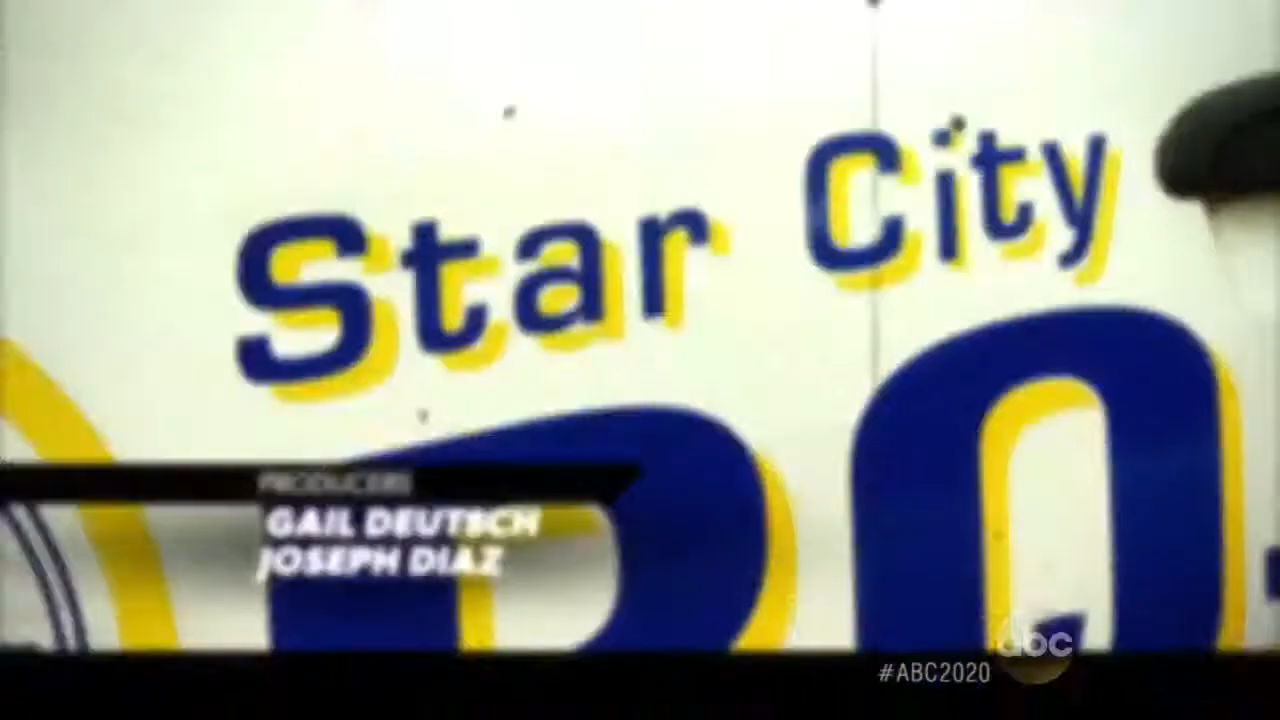 Star City
PRODUCERS
GAIL DEUTSCH
JOSEPH DIAZ
abc
#ABC2020